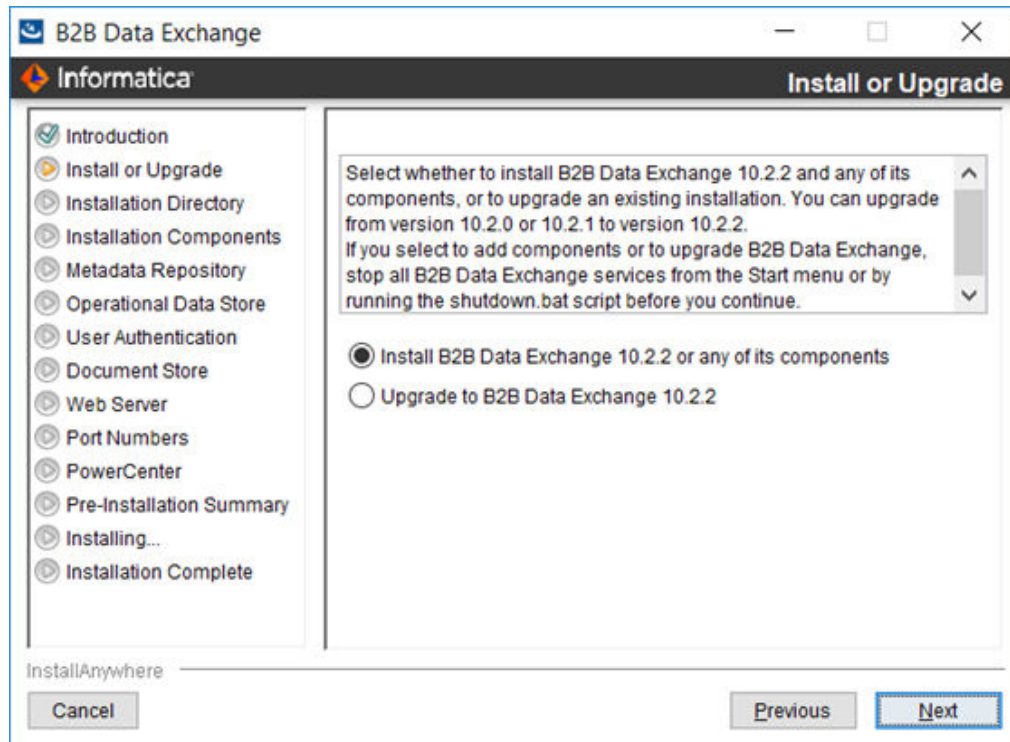 B2B Data Exchange
Informatica
Install or Upgrade
Introduction
Install or Upgrade
Installation Directory
Installation Components
Metadata Repository
Operational Data Store
User Authentication
Document Store
Web Server
Port Numbers
PowerCenter
Pre-Installation Summary
Installing...
Installation Complete
Select whether to install B2B Data Exchange 10.2.2 and any of its
components, or to upgrade an existing installation. You can upgrade
from version 10.2.0 or 10.2.1 to version 10.2.2.
If you select to add components or to upgrade B2B Data Exchange,
stop all B2B Data Exchange services from the Start menu or by
running the shutdown.bat script before you continue.
Install B2B Data Exchange 10.2.2 or any of its components
Upgrade to B2B Data Exchange 10.2.2
InstallAnywhere
Cancel
Previous
Next